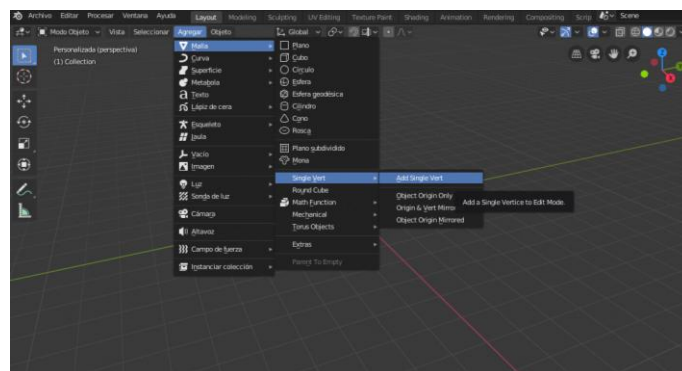 Archivo Editar Procesar Ventana Ayuda Layout Modeling Sculpting UV Editing Texture Paint Shading Animation Rendering Compositing Scrip Scene
Modo Objeto Vista Seleccionar Agregar Objeto Global
Personalizada (perspectiva)
(1) Collection
Malla
Curva
Superficie
Metabola
Texto
Lápiz de cera
Esqueleto
Jaula
Vacío
Imagen
Luz
Sonda de luz
Cámara
Altavoz
Campo de fuerza
Instanciar colección
Plano
Cubo
Círculo
Esfera
Esfera geodésica
Cilindro
Cono
Rosca
Plano subdividido
Mona
Single Vert
Round Cube
Math Function
Mechanical
Torus Objects
Extras
Parent To Empty
Add Single Vert
Object Origin Only
Origin & Vert Mirro
Object Origin Mirrored
Add a Single Vertice to Edit Mode.